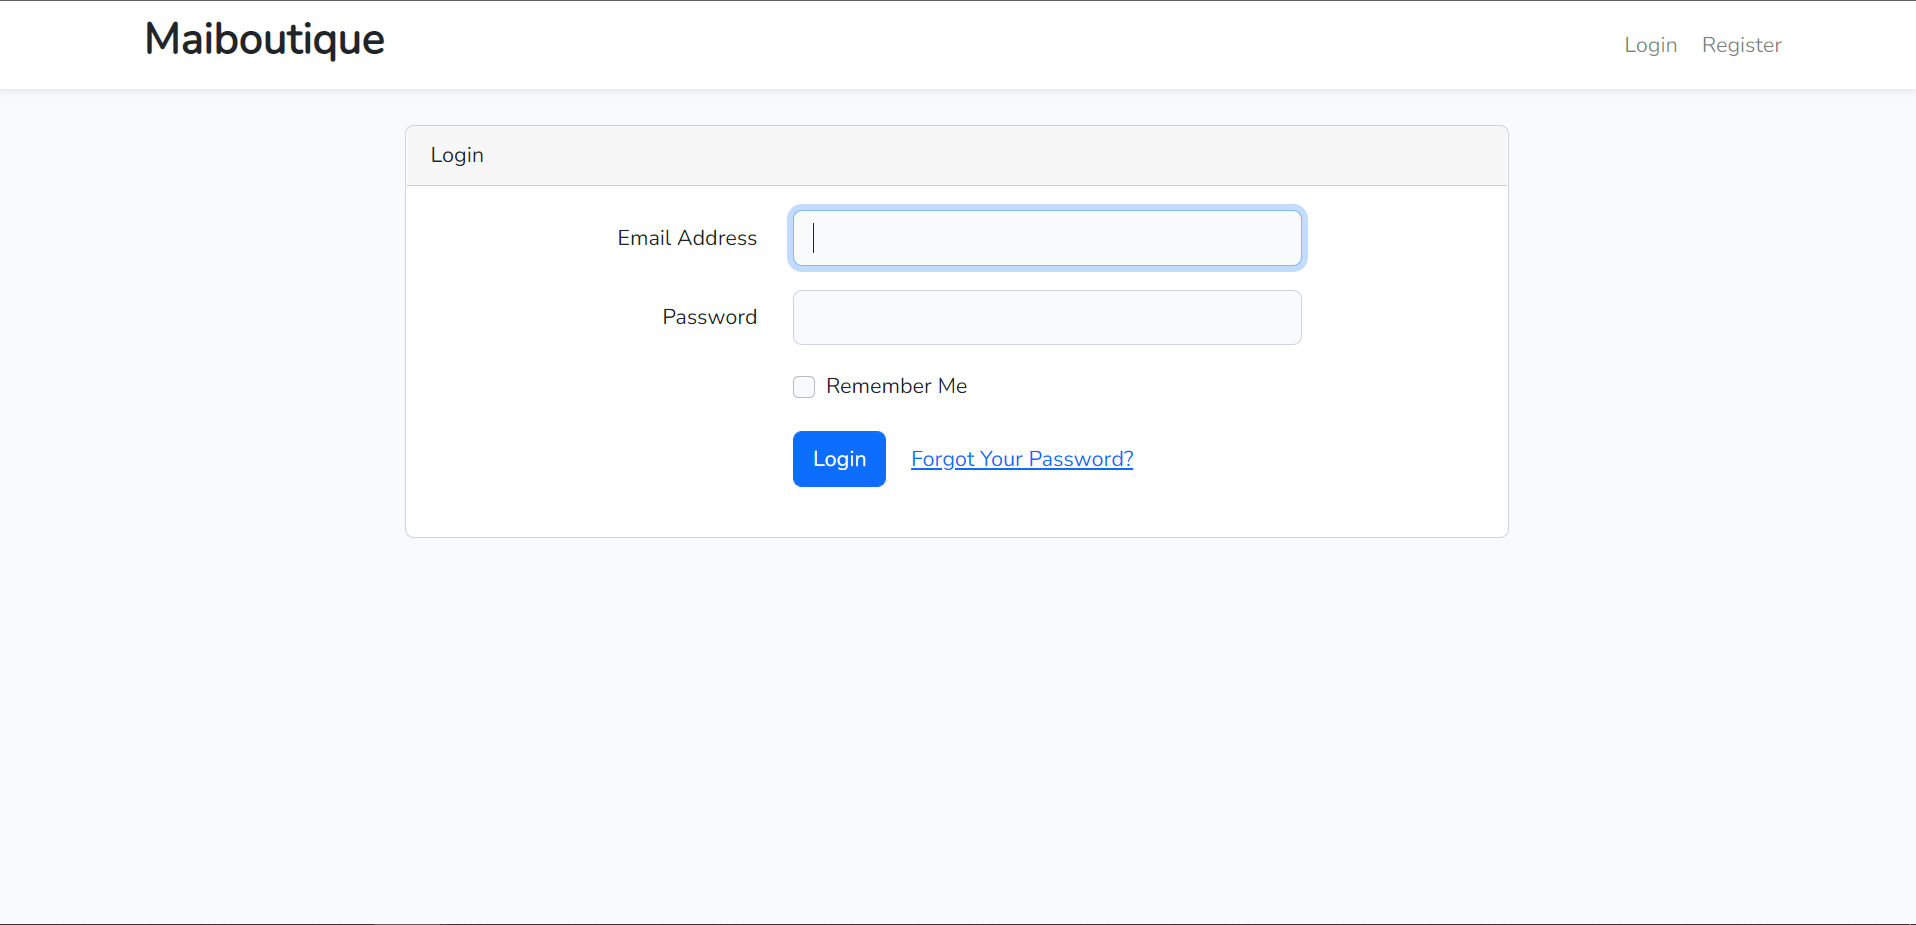 Maiboutique
Login Register
Login
Email Address
Password
Remember Me
Login Forgot Your Password?